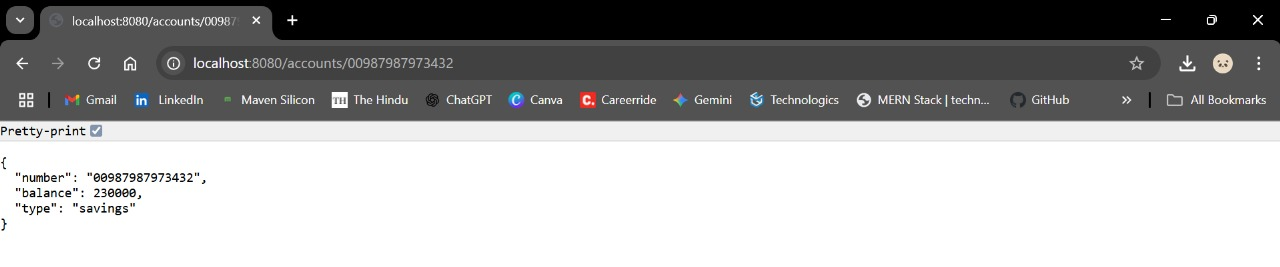 localhost:8080/accounts/00987
localhost:8080/accounts/00987987973432
Gmail LinkedIn Maven Silicon TH The Hindu ChatGPT Canva C. Careerride Gemini Technologics MERN Stack | techn... GitHub » All Bookmarks
Pretty-print
{
"number": "00987987973432",
"balance": 230000,
"type": "savings"
}